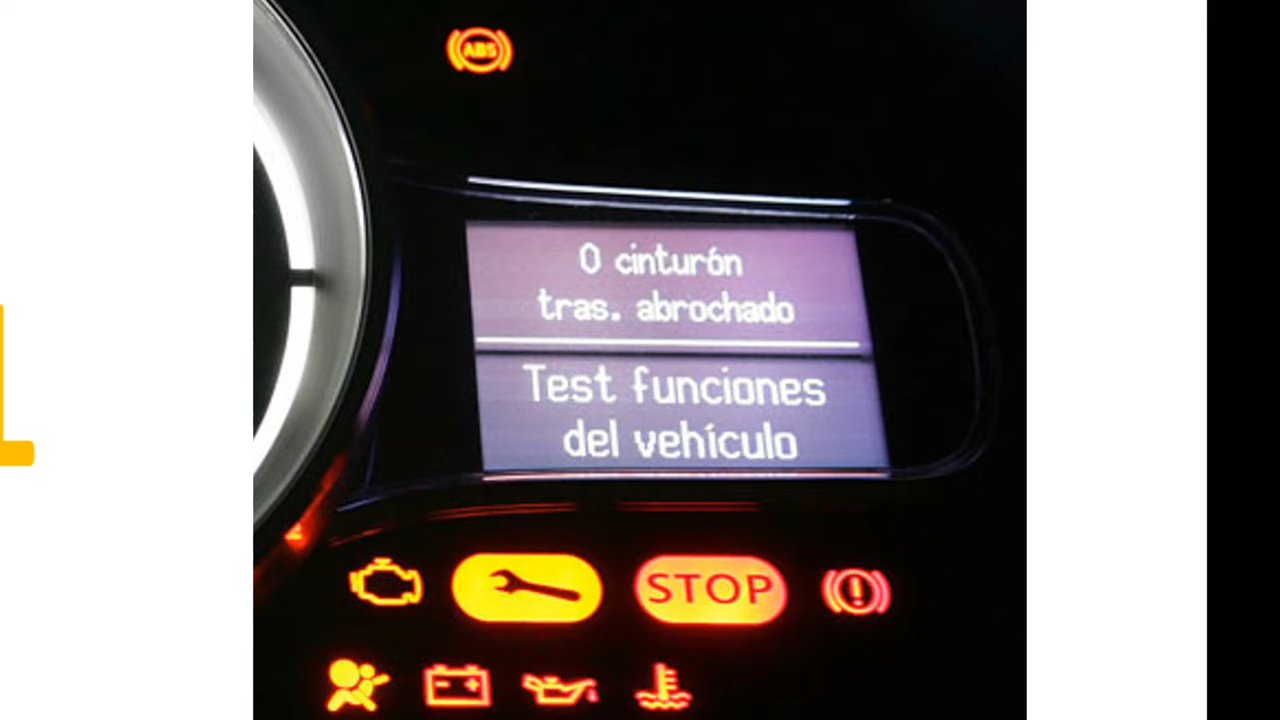 ABS
0 cinturón
tras. abrochado
Test funciones
del vehículo
STOP